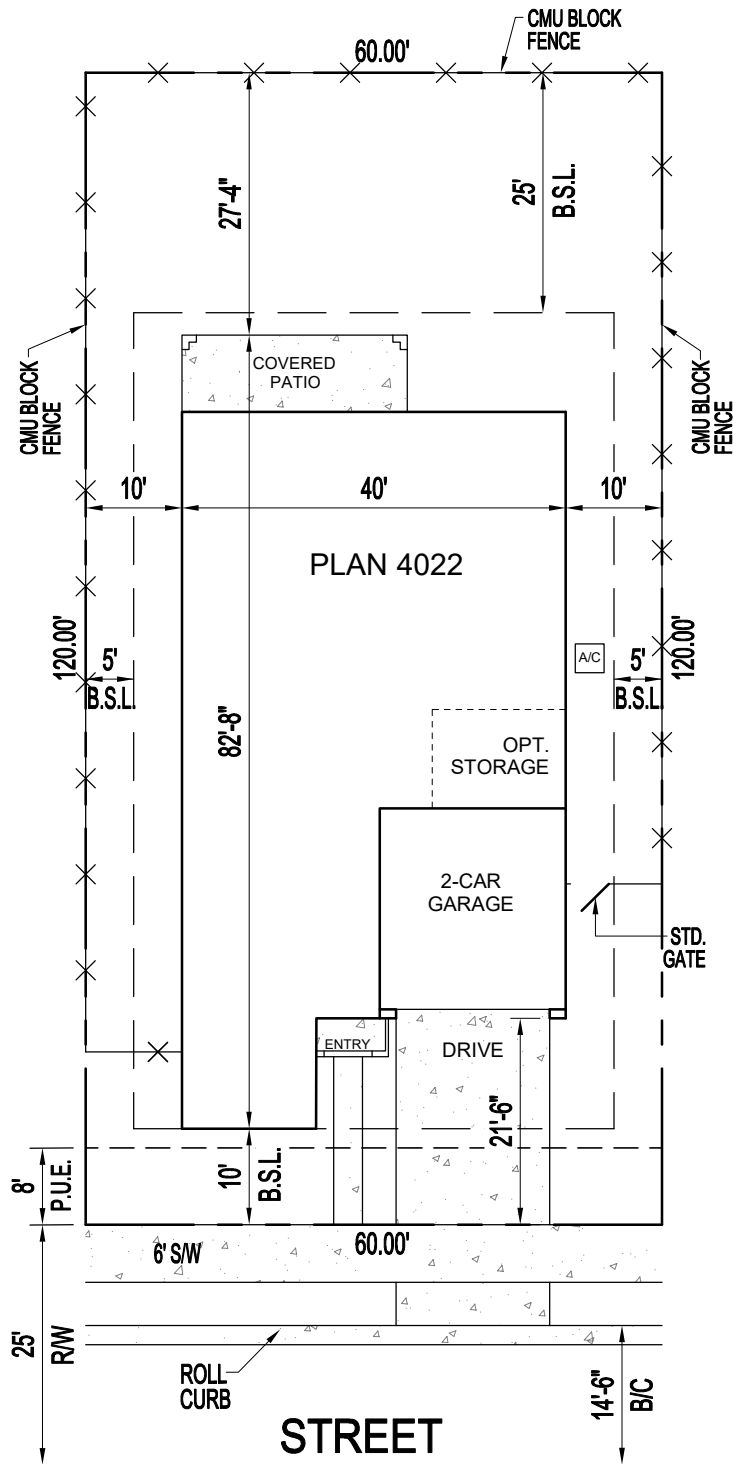 CMU BLOCK
FENCE
60.00'
27'-4"
25'
B.S.L.
COVERED
PATIO
CMU BLOCK
FENCE
CMU BLOCK
FENCE
10'
40'
10'
PLAN 4022
120.00'
5'
B.S.L.
A/C
5'
B.S.L.
120.00'
82'-8"
OPT.
STORAGE
2-CAR
GARAGE
STD.
GATE
ENTRY
DRIVE
21'-6"
10'
B.S.L.
8'
P.U.E.
6' S/W
60.00'
25'
R/W
ROLL
CURB
14'-6"
B/C
STREET